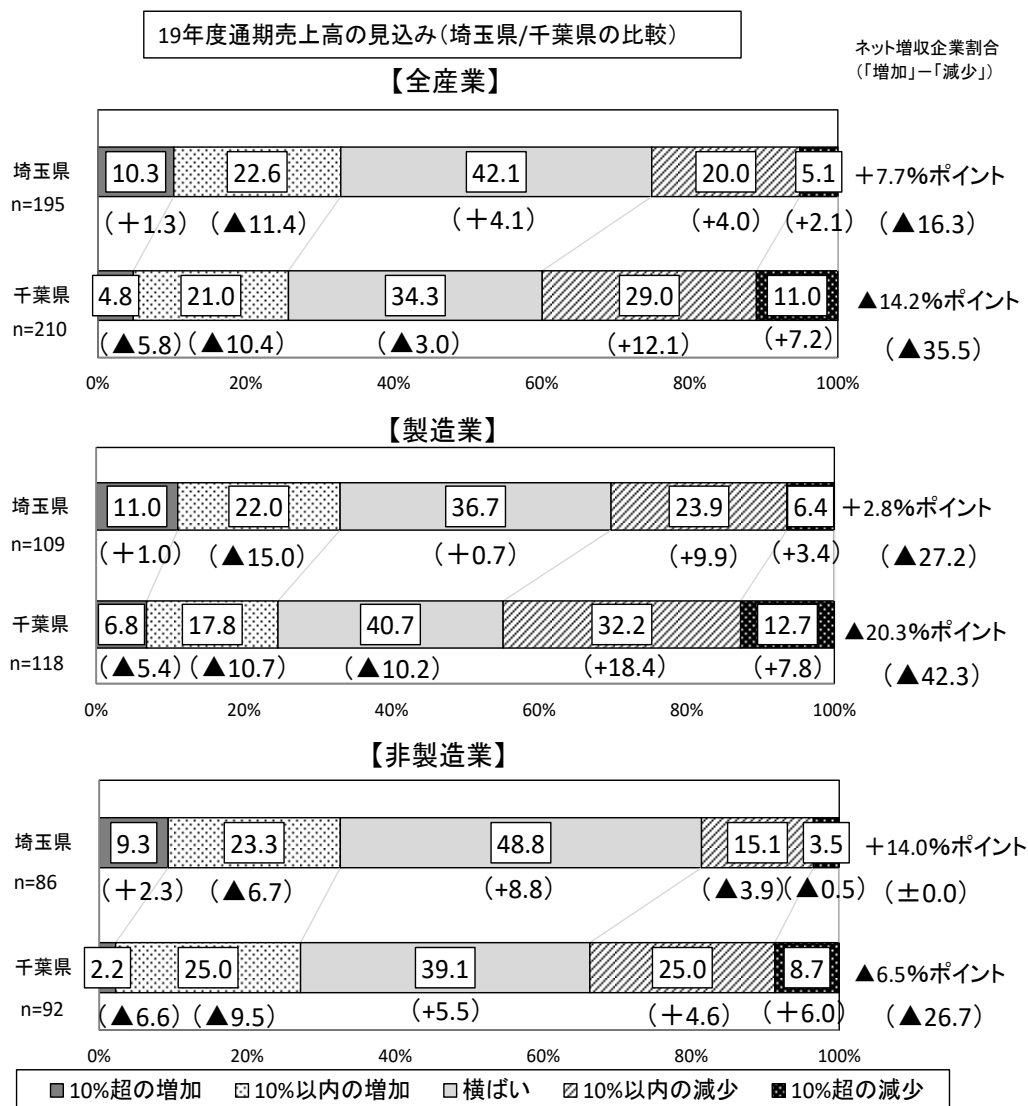 19年度通期売上高の見込み(埼玉県/千葉県の比較)
ネット増収企業割合
(「増加」－「減少」)
【全産業】
埼玉県
n=195
10.3 22.6 42.1 20.0 5.1 ＋7.7%ポイント
(＋1.3) (▲11.4) (＋4.1) (+4.0) (+2.1) (▲16.3)
千葉県
n=210
4.8 21.0 34.3 29.0 11.0 ▲14.2%ポイント
(▲5.8) (▲10.4) (▲3.0) (+12.1) (+7.2) (▲35.5)
0% 20% 40% 60% 80% 100%
【製造業】
埼玉県
n=109
11.0 22.0 36.7 23.9 6.4 ＋2.8%ポイント
(＋1.0) (▲15.0) (＋0.7) (+9.9) (+3.4) (▲27.2)
千葉県
n=118
6.8 17.8 40.7 32.2 12.7 ▲20.3%ポイント
(▲5.4) (▲10.7) (▲10.2) (+18.4) (+7.8) (▲42.3)
0% 20% 40% 60% 80% 100%
【非製造業】
埼玉県
n=86
9.3 23.3 48.8 15.1 3.5 ＋14.0%ポイント
(＋2.3) (▲6.7) (+8.8) (▲3.9) (▲0.5) (±0.0)
千葉県
n=92
2.2 25.0 39.1 25.0 8.7 ▲6.5%ポイント
(▲6.6) (▲9.5) (+5.5) (＋4.6) (＋6.0) (▲26.7)
0% 20% 40% 60% 80% 100%
10%超の増加 10%以内の増加 横ばい 10%以内の減少 10%超の減少